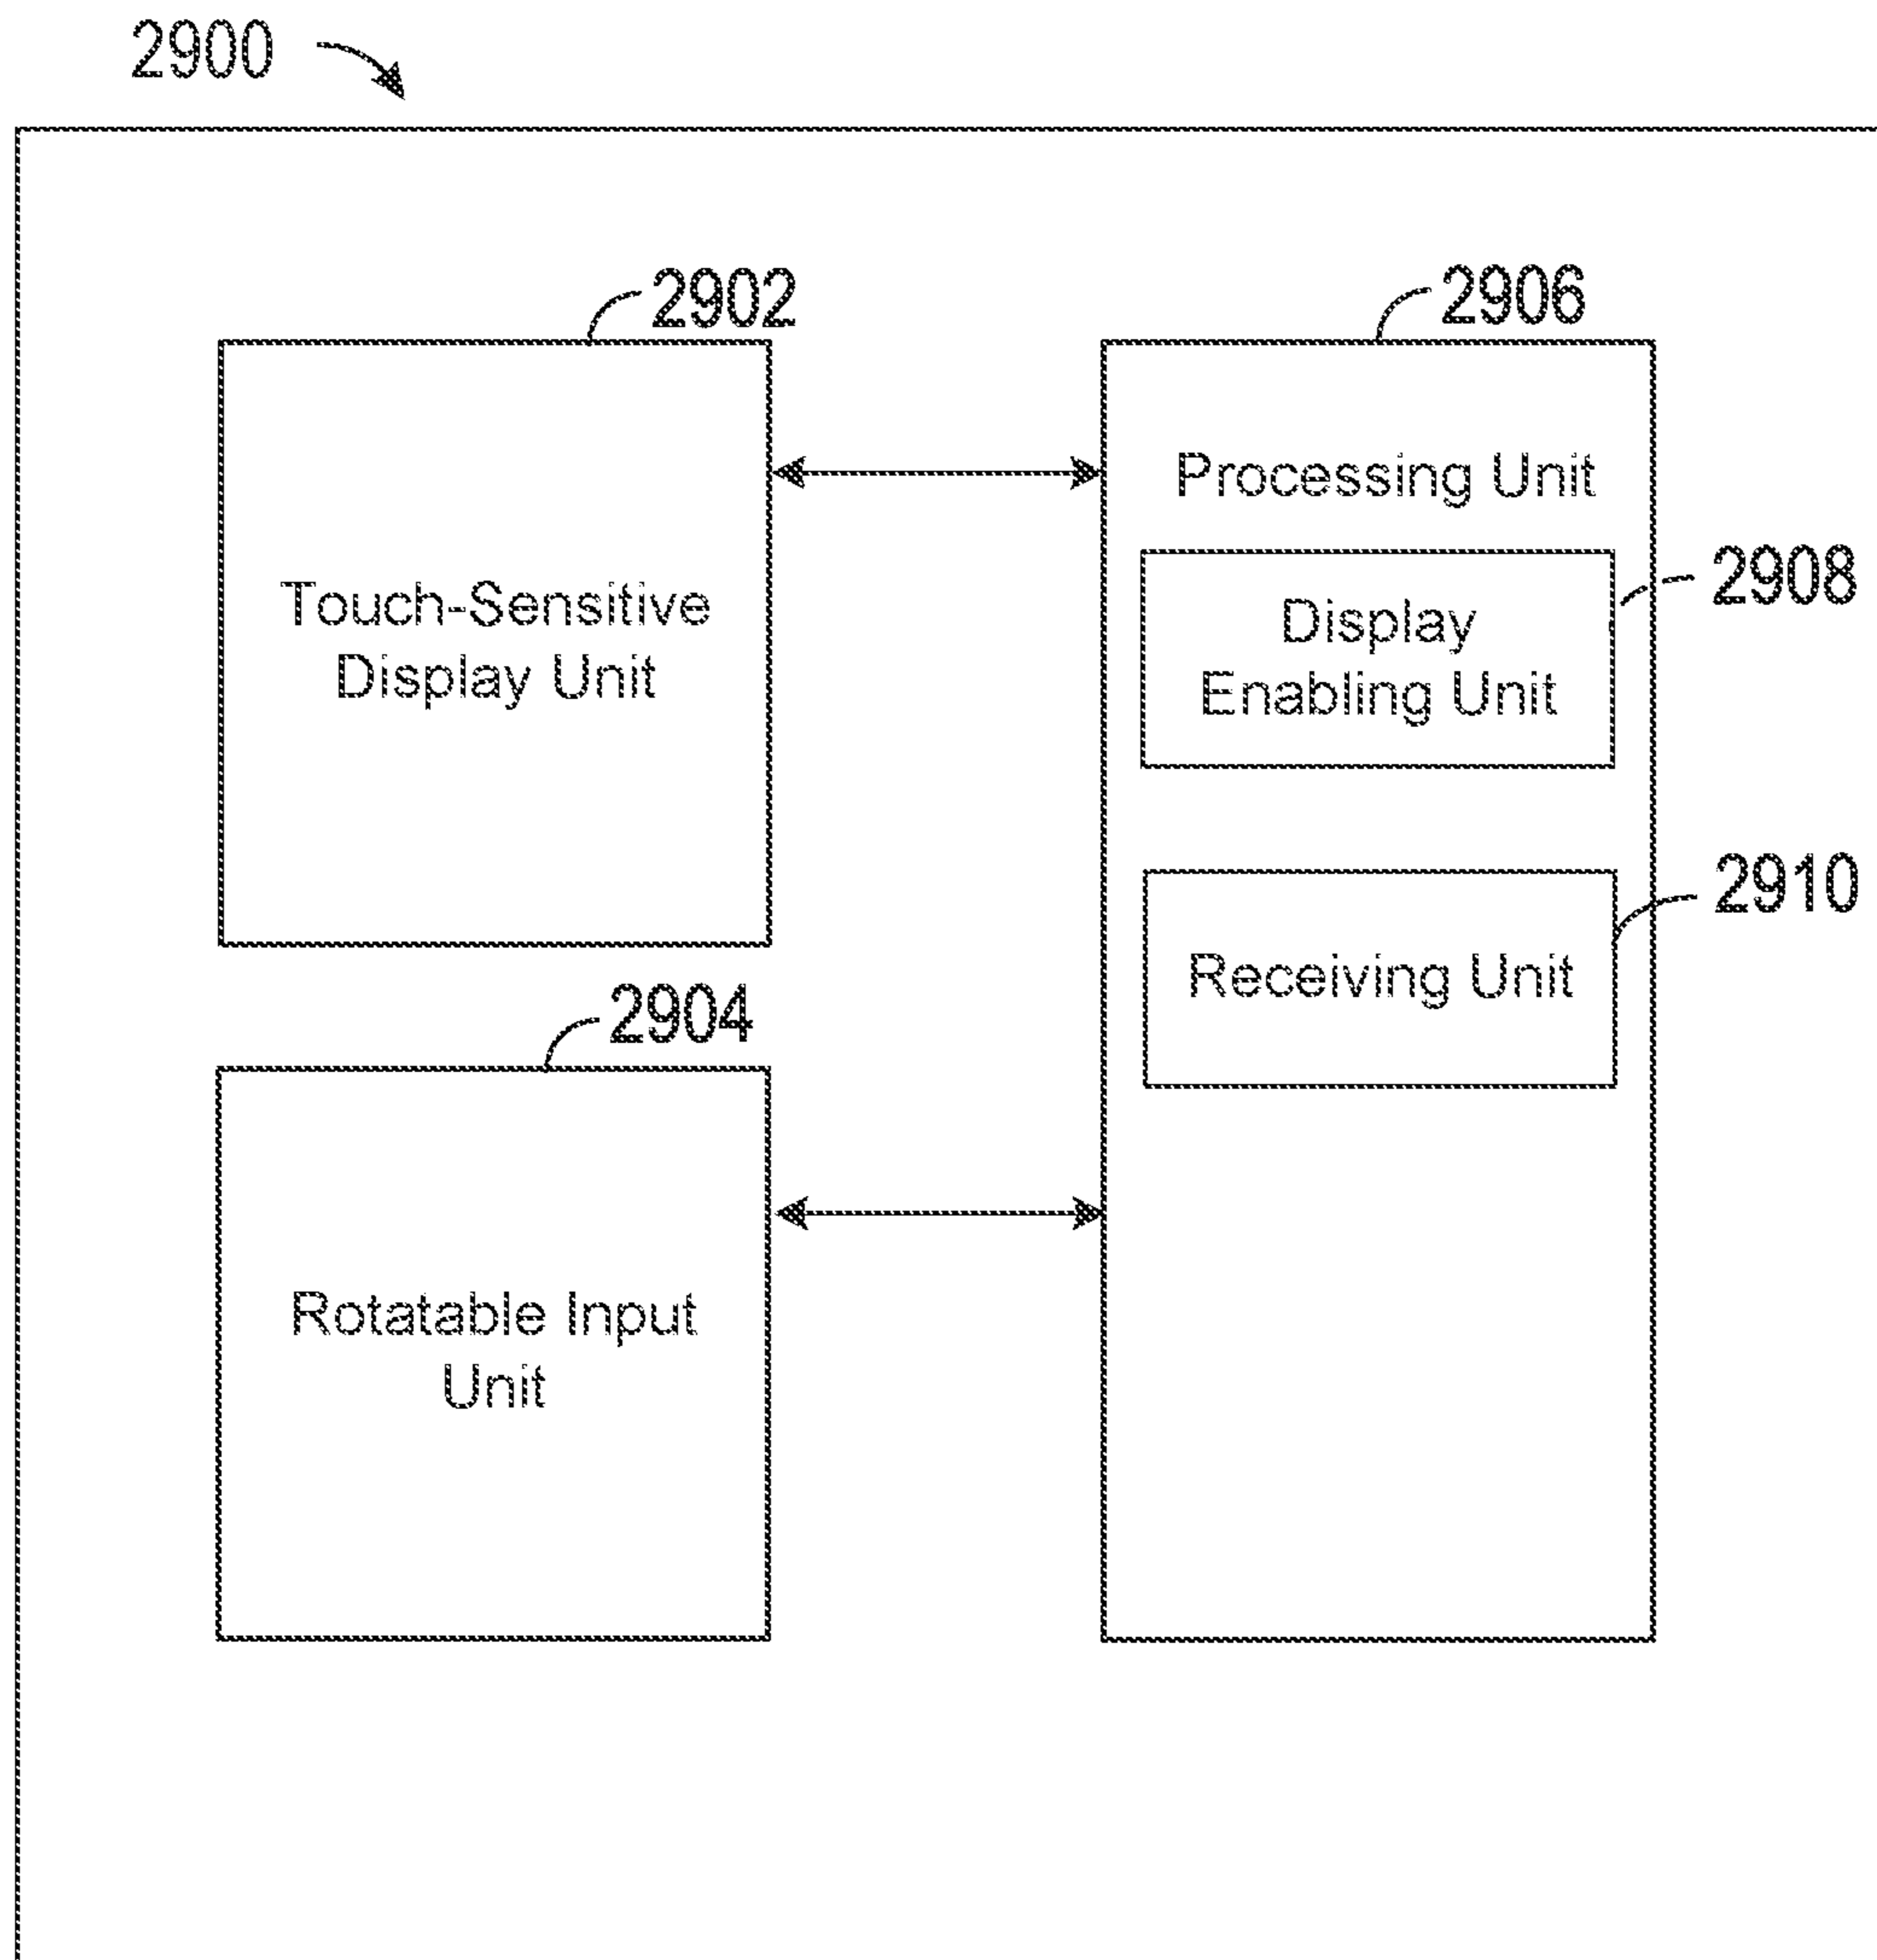 2900
2902
Touch-Sensitive
Display Unit
2904
Rotatable Input
Unit
2906
Processing Unit
2908
Display
Enabling Unit
2910
Receiving Unit